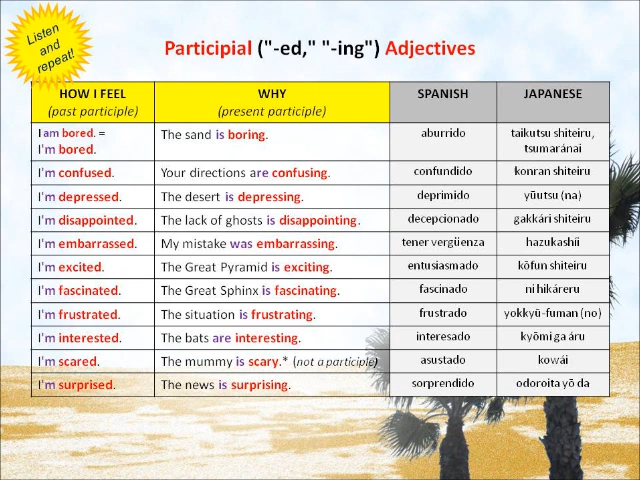 Listen
and
repeat!
Participial ("-ed," "-ing") Adjectives
HOW I FEEL
(past participle)
WHY
(present participle)
SPANISH
JAPANESE
I am bored. =
I'm bored.
The sand is boring.
aburrido
taikutsu shiteiru,
tsumaránai
I'm confused.
Your directions are confusing.
confundido
konran shiteiru
I'm depressed.
The desert is depressing.
deprimido
yūutsu (na)
I'm disappointed.
The lack of ghosts is disappointing.
decepcionado
gakkári shiteiru
I'm embarrassed.
My mistake was embarrassing.
tener vergüenza
hazukashíi
I'm excited.
The Great Pyramid is exciting.
entusiasmado
kōfun shiteiru
I'm fascinated.
The Great Sphinx is fascinating.
fascinado
ni hikáreru
I'm frustrated.
The situation is frustrating.
frustrado
yokkyū-fuman (no)
I'm interested.
The bats are interesting.
interesado
kyōmi ga áru
I'm scared.
The mummy is scary.* (not a participle)
asustado
kowái
I'm surprised.
The news is surprising.
sorprendido
odoroita yō da